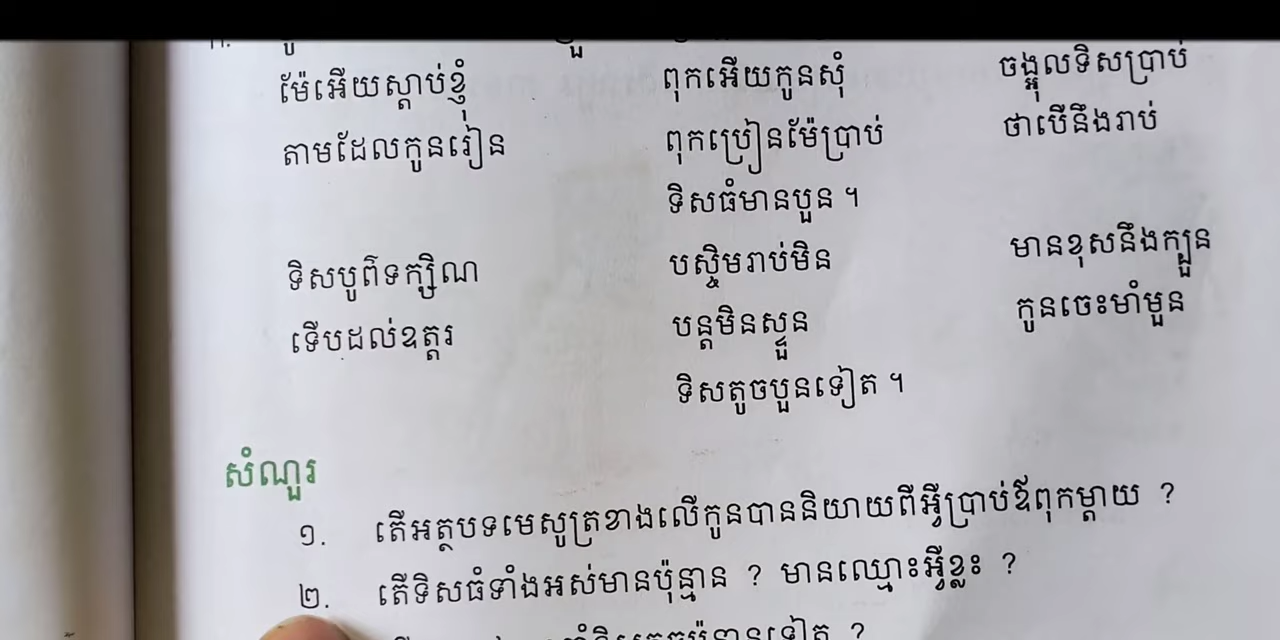 ម៉ែអើយស្ដាប់ខ្ញុំ ពុកអើយកូនសុំ ចង្អុលទិសប្រាប់
តាមដែលកូនរៀន ពុកប្រៀនម៉ែប្រាប់ ថាបើនឹងរាប់
ទិសធំមានបួន ។
ទិសបូព៌ទក្សិណ បស្ចិមរាប់មិន មានខុសនឹងក្បួន
ទើបដល់ឧត្តរ បន្តមិនស្ទួន កូនចេះមាំមួន
ទិសតូចបួនទៀត ។
សំណួរ
១. តើអត្ថបទមេសូត្រខាងលើកូនបាននិយាយពីអ្វីប្រាប់ឪពុកម្ដាយ ?
២. តើទិសធំទាំងអស់មានប៉ុន្មាន ? មានឈ្មោះអ្វីខ្លះ ?